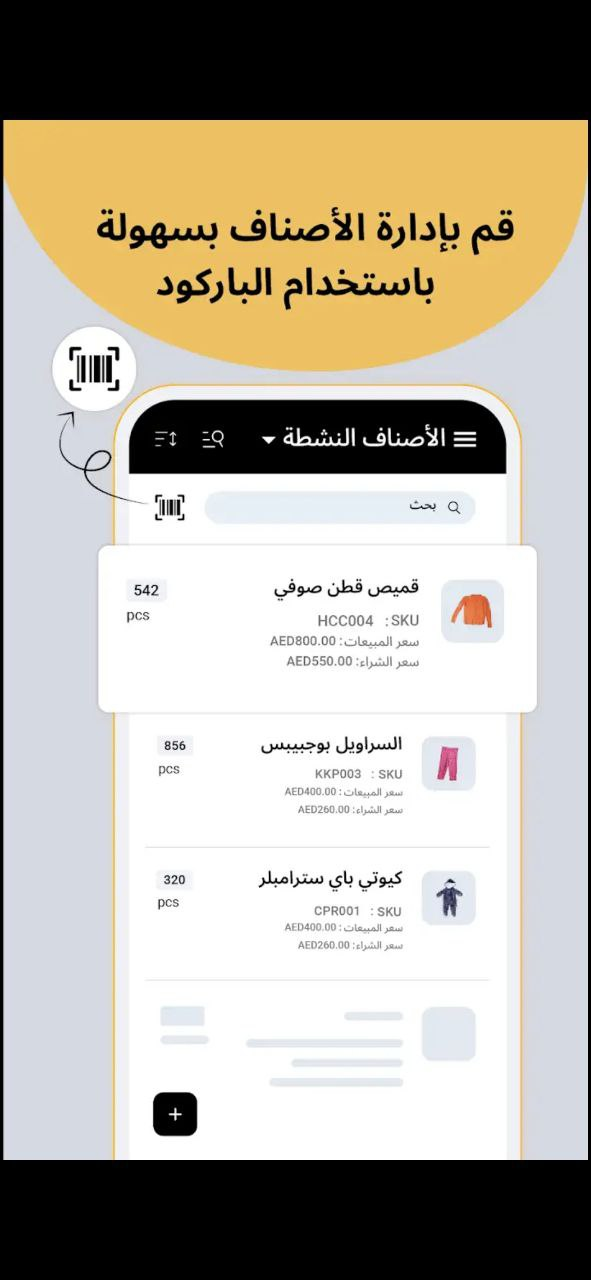 قم بإدارة الأصناف بسهولة
باستخدام الباركود
الأصناف النشطة
بحث
قميص قطن صوفي
542
pcs
SKU: HCC004
سعر المبيعات: AED800.00
سعر الشراء: AED550.00
السراويل بوجبيبس
856
pcs
SKU : KKP003
سعر المبيعات: AED400.00
سعر الشراء: AED260.00
كيوتي باي سترامبلر
320
pcs
SKU : CPR001
سعر المبيعات: AED400.00
سعر الشراء: AED260.00